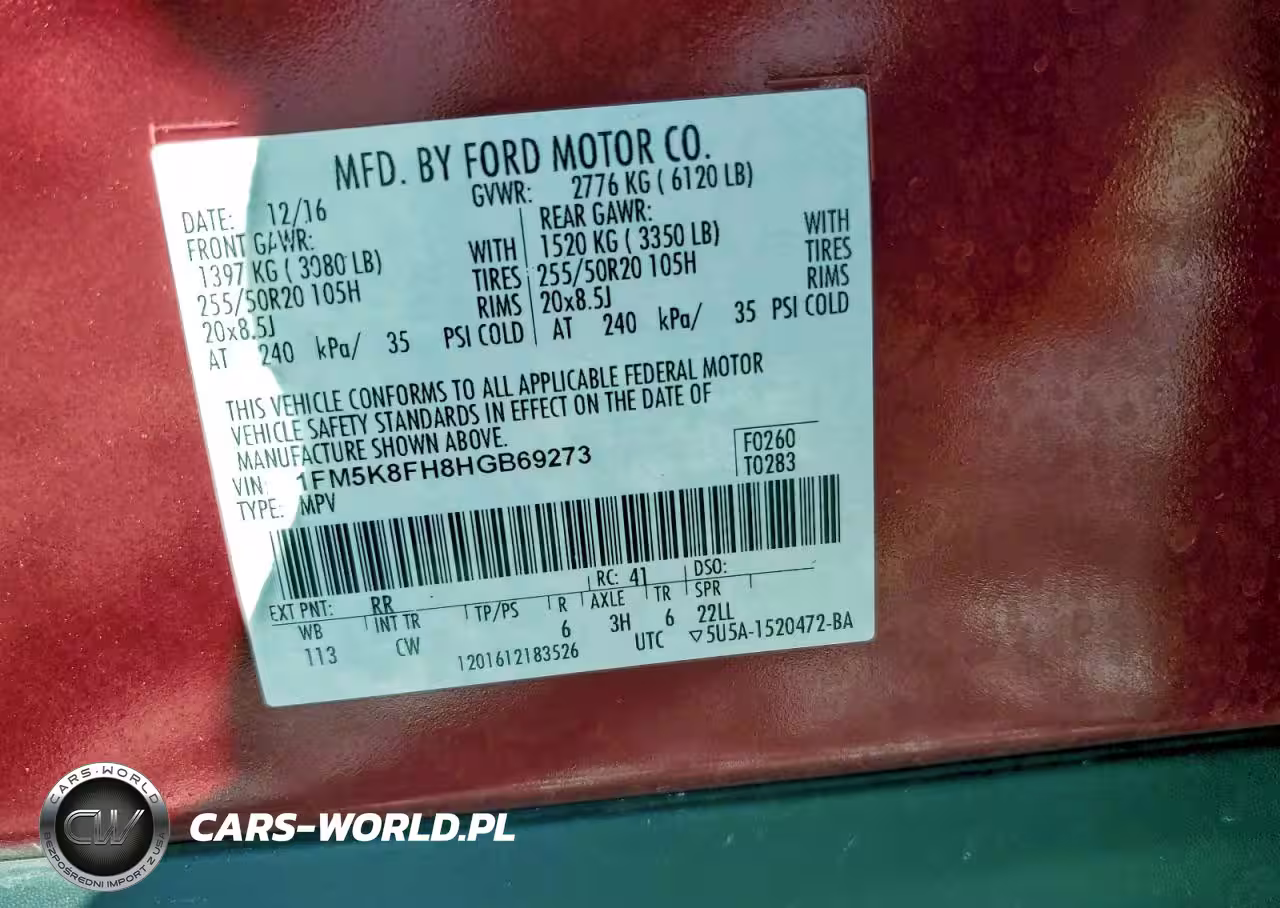 MFD. BY FORD MOTOR CO.
DATE: 12/16 GVWR: 2776 KG ( 6120 LB)
FRONT GAWR: REAR GAWR:
1397 KG ( 3080 LB) WITH 1520 KG ( 3350 LB) WITH
255/50R20 105H TIRES 255/50R20 105H TIRES
20x8.5J RIMS 20x8.5J RIMS
AT 240 kPa/ 35 PSI COLD AT 240 kPa/ 35 PSI COLD
THIS VEHICLE CONFORMS TO ALL APPLICABLE FEDERAL MOTOR
VEHICLE SAFETY STANDARDS IN EFFECT ON THE DATE OF
MANUFACTURE SHOWN ABOVE.
VIN: 1FM5K8FH8HGB69273 F0260
TYPE: MPV T0283
EXT PNT: RR RC: 41 DSO:
WB INT TR TP/PS R AXLE TR SPR
113 CW 6 3H 6 22LL
1201612183526 UTC ▽5U5A-1520472-BA
CARS-WORLD
CW
BEZPOŚREDNI IMPORT Z USA
CARS-WORLD.PL